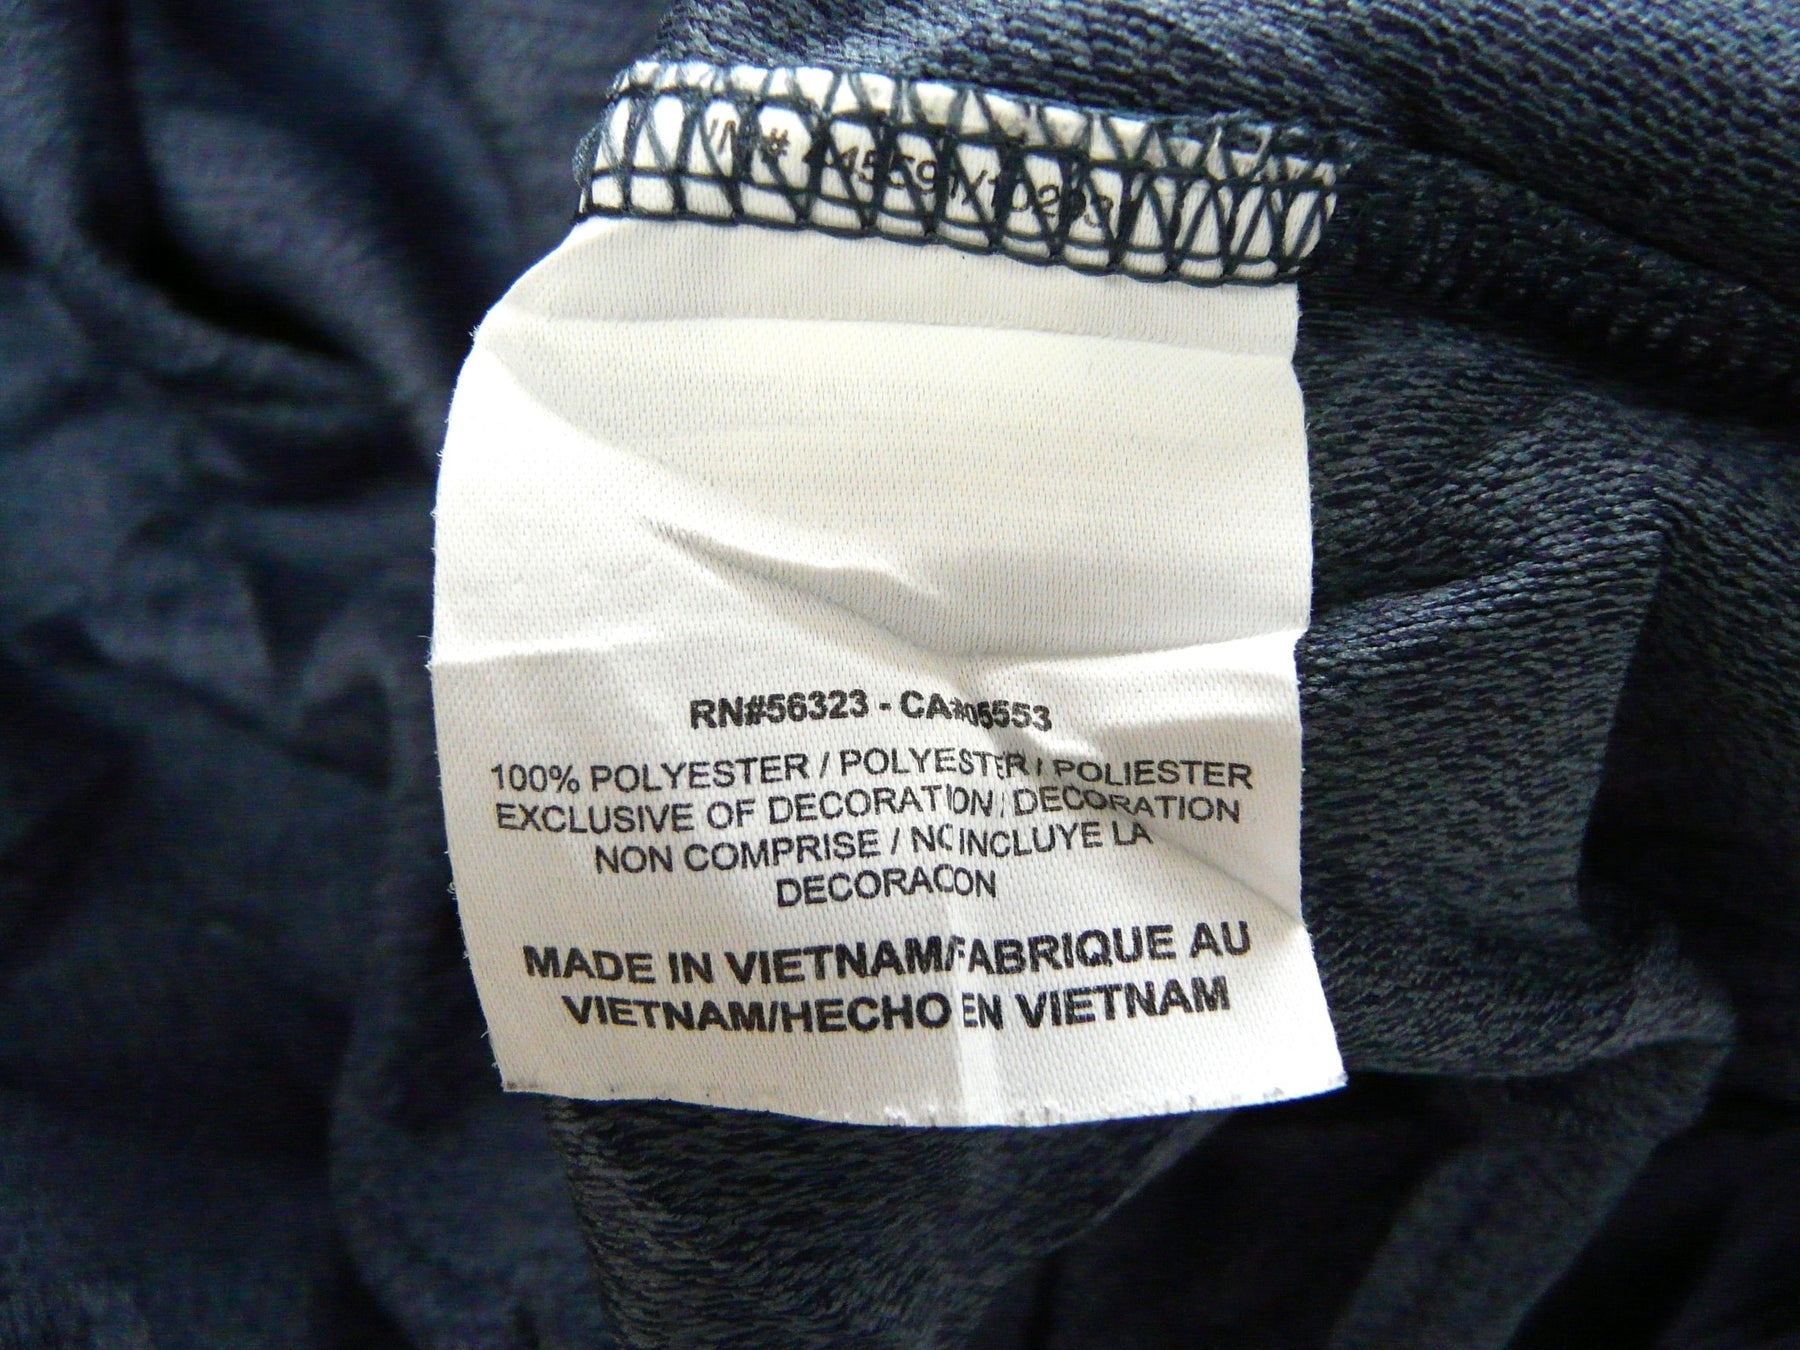 RN#56323 - CA#05553
100% POLYESTER / POLYESTER / POLIESTER
EXCLUSIVE OF DECORATION / DECORATION
NON COMPRISE / NO INCLUYE LA
DECORACON
MADE IN VIETNAM/FABRIQUE AU
VIETNAM/HECHO EN VIETNAM